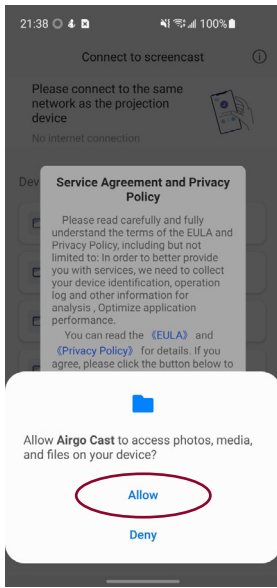 21:38 100%
Connect to screencast
Please connect to the same
network as the projection
device
No internet connection
Dev
Service Agreement and Privacy
Policy
Please read carefully and fully
understand the terms of the EULA and
Privacy Policy, including but not
limited to: In order to better provide
you with services, we need to collect
your device identification, operation
log and other information for
analysis , Optimize application
performance.
You can read the 《EULA》 and
《Privacy Policy》 for details. If you
agree, please click the button below to
Allow Airgo Cast to access photos, media,
and files on your device?
Allow
Deny